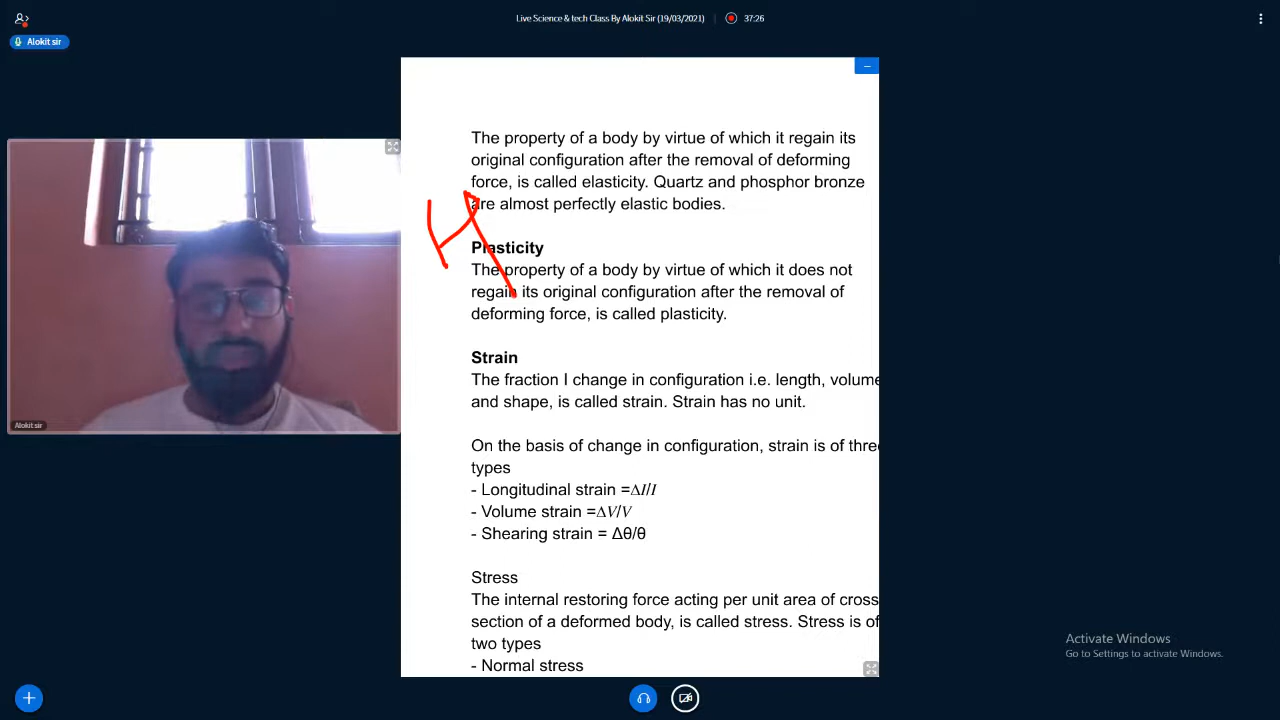 Live Science & tech Class By Alokit Sir (19/03/2021)
37:26
Alokit sir
The property of a body by virtue of which it regain its
original configuration after the removal of deforming
force, is called elasticity. Quartz and phosphor bronze
are almost perfectly elastic bodies.
Plasticity
The property of a body by virtue of which it does not
regain its original configuration after the removal of
deforming force, is called plasticity.
Strain
The fraction I change in configuration i.e. length, volume
and shape, is called strain. Strain has no unit.
On the basis of change in configuration, strain is of three
types
- Longitudinal strain =ΔI/I
- Volume strain =ΔV/V
- Shearing strain = Δθ/θ
Stress
The internal restoring force acting per unit area of cross
section of a deformed body, is called stress. Stress is of
two types
- Normal stress
Alokit sir
Activate Windows
Go to Settings to activate Windows.